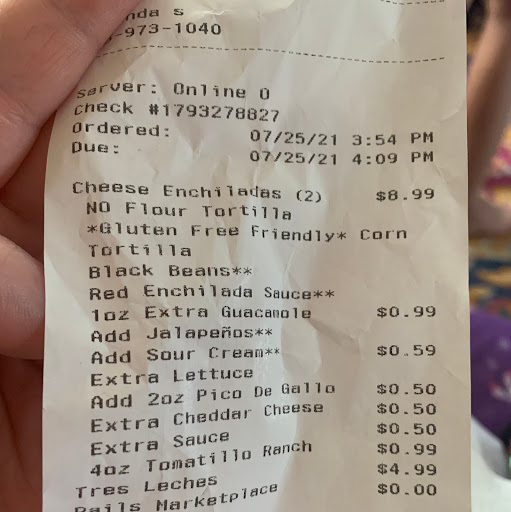 -973-1040
Server: Online O
Check #1793278827
Ordered: 07/25/21 3:54 PM
Due: 07/25/21 4:09 PM
Cheese Enchiladas (2) $8.99
NO Flour Tortilla
*Gluten Free Friendly* Corn
Tortilla
Black Beans**
Red Enchilada Sauce**
1oz Extra Guacamole $0.99
Add Jalapeños**
Add Sour Cream** $0.59
Extra Lettuce
Add 2oz Pico De Gallo $0.50
Extra Cheddar Cheese $0.50
Extra Sauce $0.50
4oz Tomatillo Ranch $0.99
Tres Leches $4.99
Marketplace $0.00